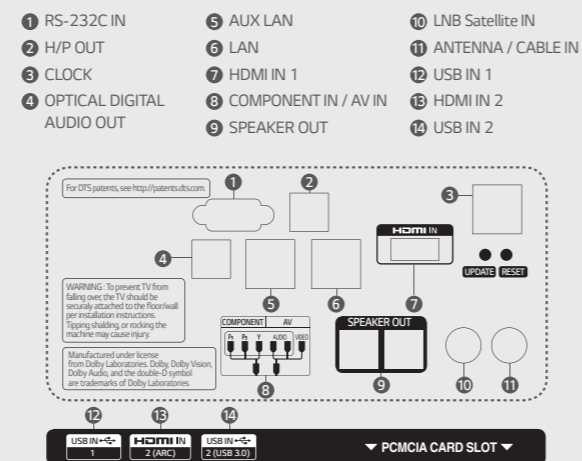 1 RS-232C IN
2 H/P OUT
3 CLOCK
4 OPTICAL DIGITAL
AUDIO OUT
5 AUX LAN
6 LAN
7 HDMI IN 1
8 COMPONENT IN / AV IN
9 SPEAKER OUT
10 LNB Satellite IN
11 ANTENNA / CABLE IN
12 USB IN 1
13 HDMI IN 2
14 USB IN 2
For DTS patents, see http://patents.dts.com.
1
2
3
HDMI IN
4
UPDATE RESET
WARNING : To prevent TV from
falling over, the TV should be
securaly attached to the floor/wall
per installation instructions.
Tipping shalding, or rocking the
machine may cause injury.
5
6
7
COMPONENT AV
PB PR Y AUDIO VIDEO
SPEAKER OUT
Manufactured under license
from Dolby Laboratories. Dolby, Dolby Vision,
Dolby Audio, and the double-D symbol
are trademarks of Dolby Laboratories.
8
9
10
11
12
13
14
USB IN
1
HDMI IN
2 (ARC)
USB IN
2 (USB 3.0)
▼ PCMCIA CARD SLOT ▼